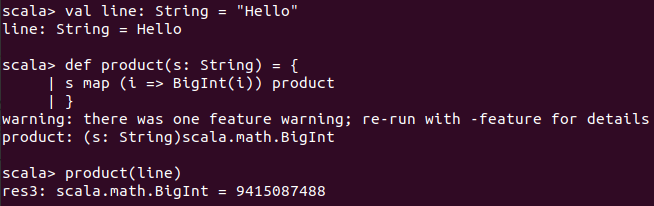 scala> val line: String = "Hello"
line: String = Hello
scala> def product(s: String) = {
| s map (i => BigInt(i)) product
| }
warning: there was one feature warning; re-run with -feature for details
product: (s: String)scala.math.BigInt
scala> product(line)
res3: scala.math.BigInt = 9415087488